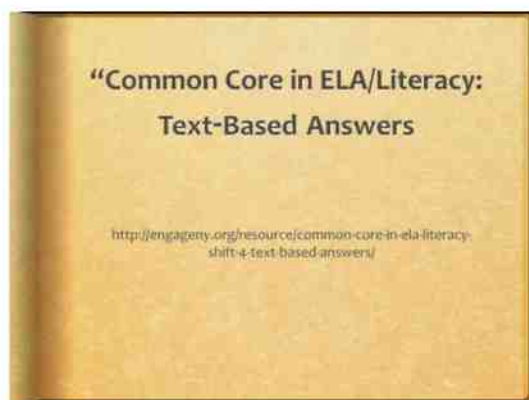 “Common Core in ELA/Literacy:
Text-Based Answers
http://engageny.org/resource/common-core-in-ela-literacy-
shift-4-text-based-answers/